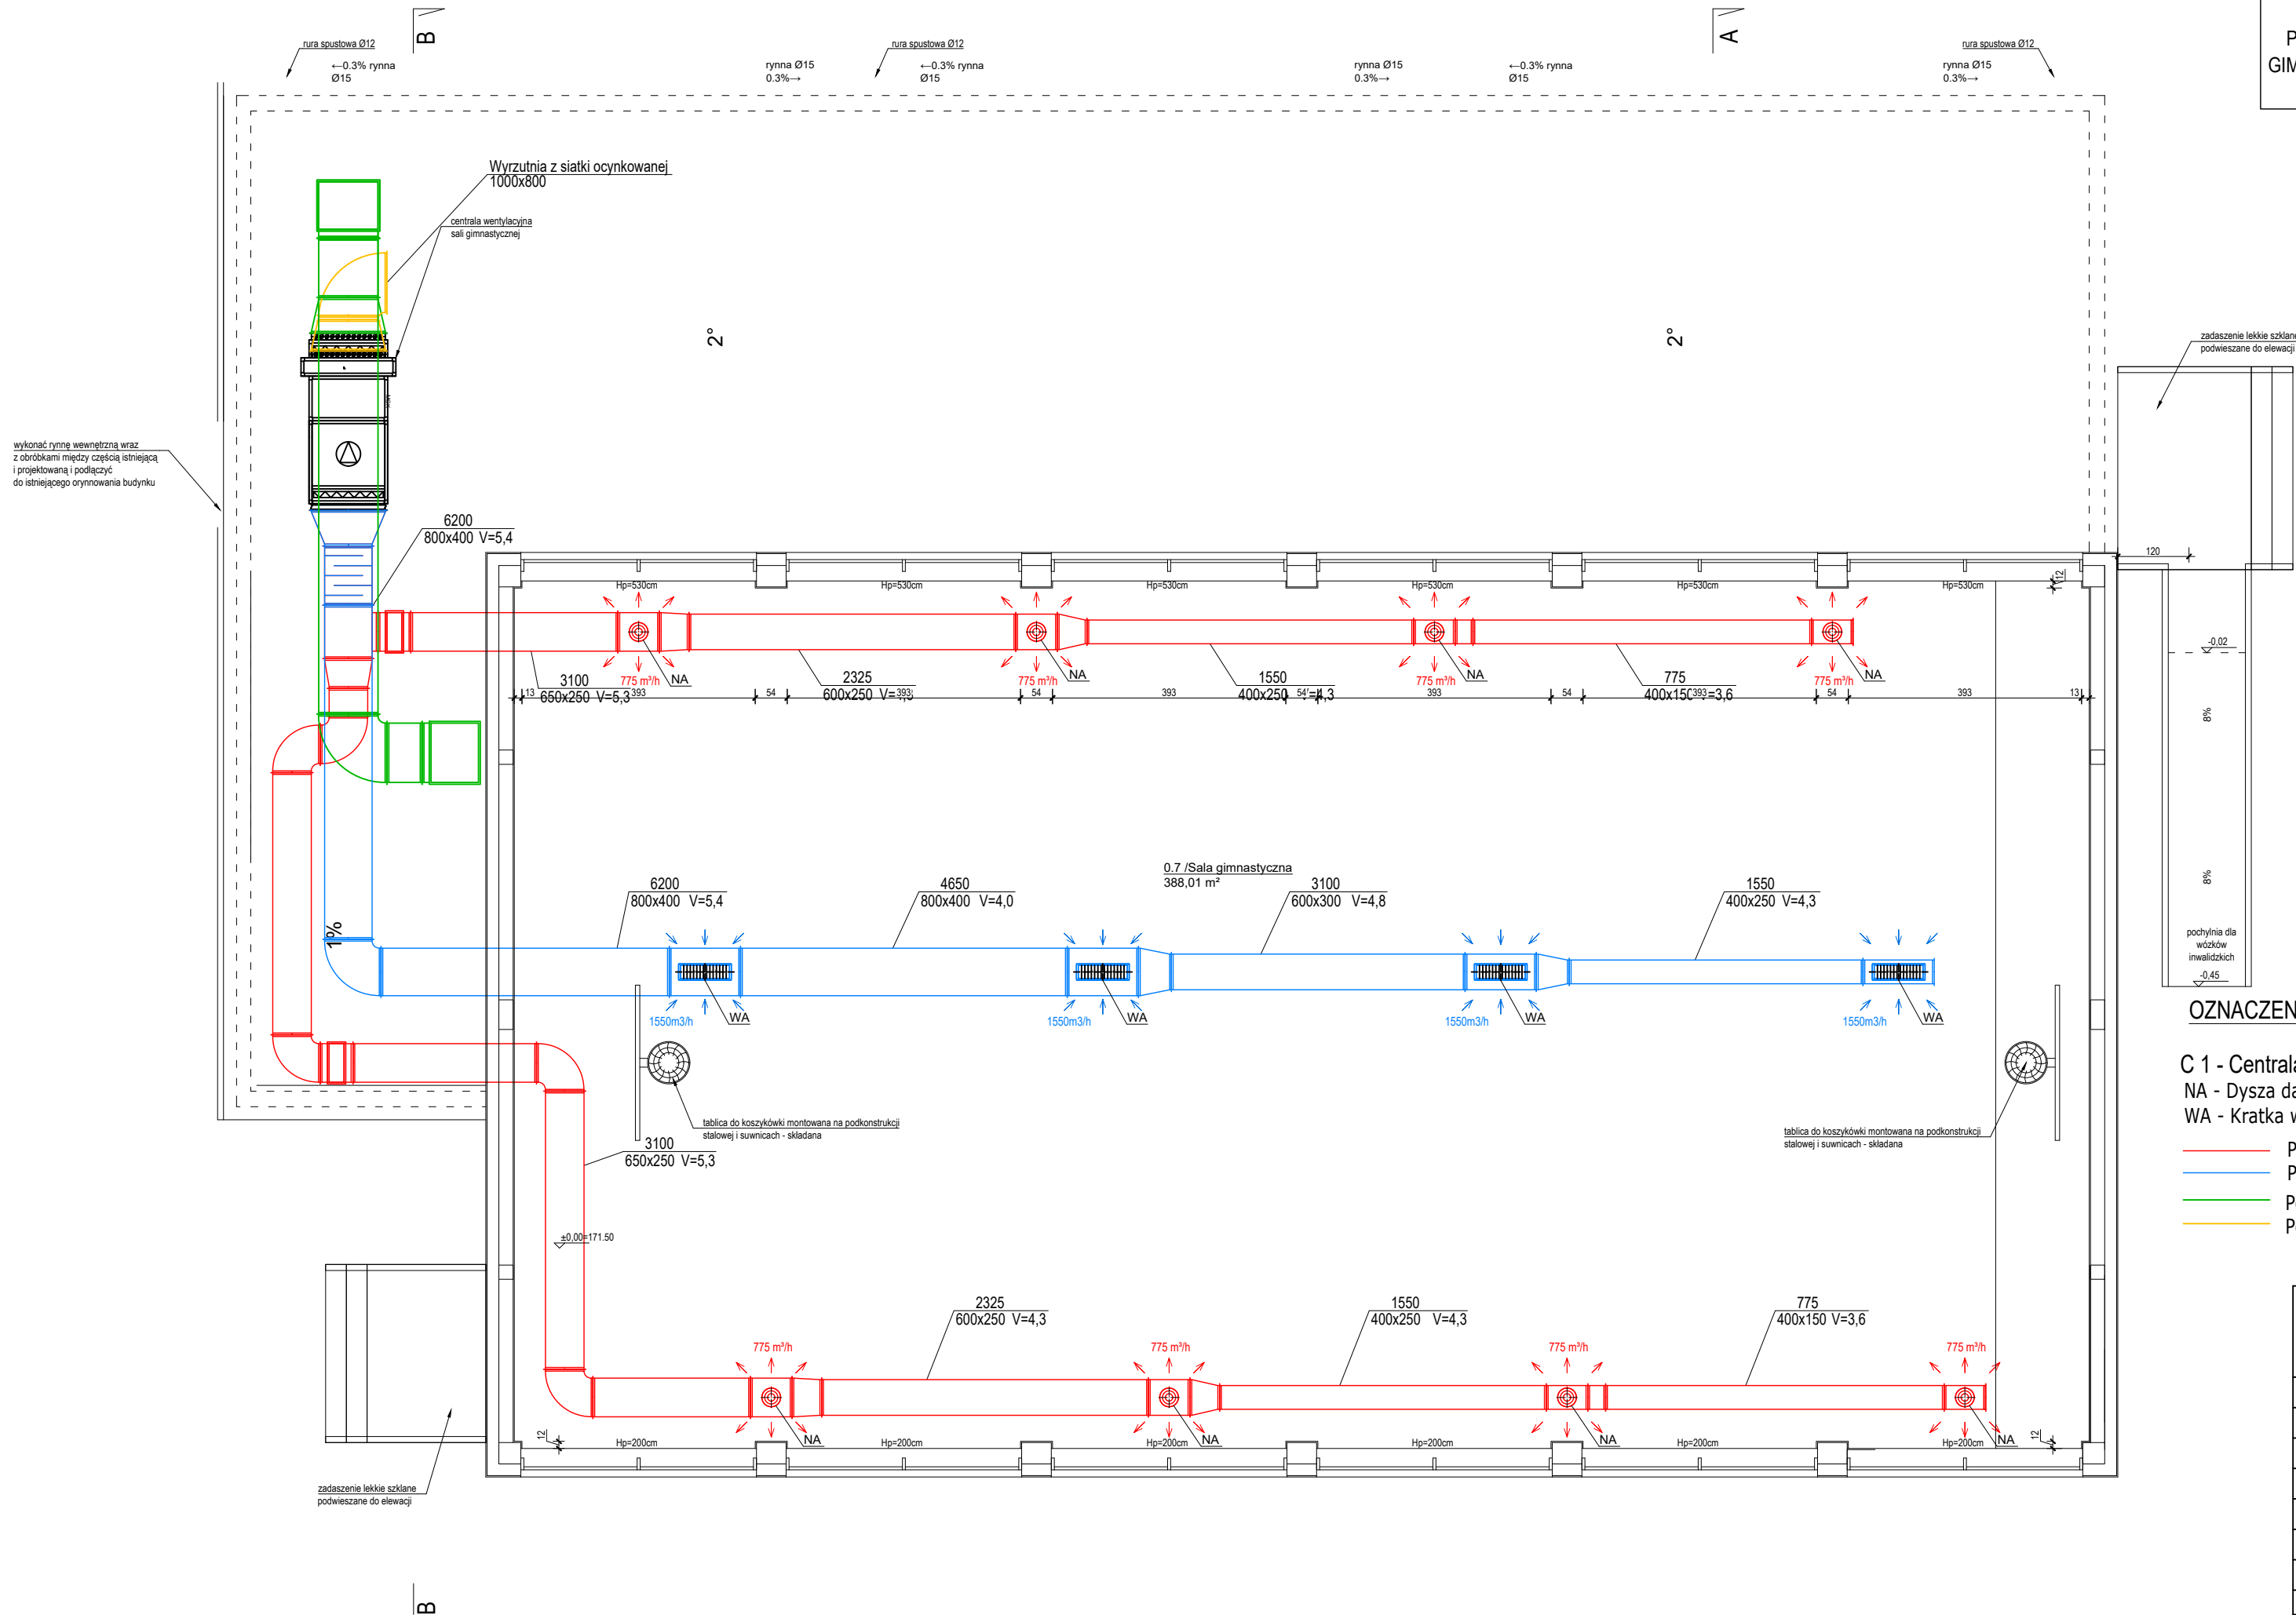 B
A
rura spustowa Ø12
←0.3% rynna
Ø15
rynna Ø15
0.3%→
rura spustowa Ø12
←0.3% rynna
Ø15
rynna Ø15
0.3%→
←0.3% rynna
Ø15
rura spustowa Ø12
rynna Ø15
0.3%→
P
GIM
Wyrzutnia z siatki ocynkowanej
1000x800
centrala wentylacyjna
sali gimnastycznej
2°
2°
zadaszenie lekkie szklane
podwieszane do elewacji
wykonać rynnę wewnętrzną wraz
z obróbkami między częścią istniejącą
i projektowaną i podłączyć
do istniejącego orynnowania budynku
6200
800x400 V=5,4
120
Hp=530cm
Hp=530cm
Hp=530cm
Hp=530cm
Hp=530cm
Hp=530cm
12
-0,02
3100
650x250 V=5,3
775 m³/h
NA
2325
600x250
775 m³/h
NA
1550
400x250
775 m³/h
NA
775
775 m³/h
NA
13
393
54
393
54
393
54
393
54
393
54
393
13
8%
8%
0.7 /Sala gimnastyczna
388,01 m²
6200
800x400 V=5,4
4650
800x400 V=4,0
3100
600x300 V=4,8
1550
400x250 V=4,3
1%
pochylnia dla
wózków
inwalidzkich
-0,45
1550m3/h
WA
1550m3/h
WA
1550m3/h
WA
1550m3/h
WA
OZNACZEN
C 1 - Centrala
NA - Dysza da
WA - Kratka w
P
P
P
P
tablica do koszykówki montowana na podkonstrukcji
stalowej i suwnicach - składana
tablica do koszykówki montowana na podkonstrukcji
stalowej i suwnicach - składana
3100
650x250 V=5,3
±0,00=171.50
2325
600x250 V=4,3
1550
400x250 V=4,3
775
400x150 V=3,6
775 m³/h
775 m³/h
775 m³/h
775 m³/h
NA
NA
NA
NA
12
Hp=200cm
Hp=200cm
Hp=200cm
Hp=200cm
Hp=200cm
Hp=200cm
12
zadaszenie lekkie szklane
podwieszane do elewacji
B